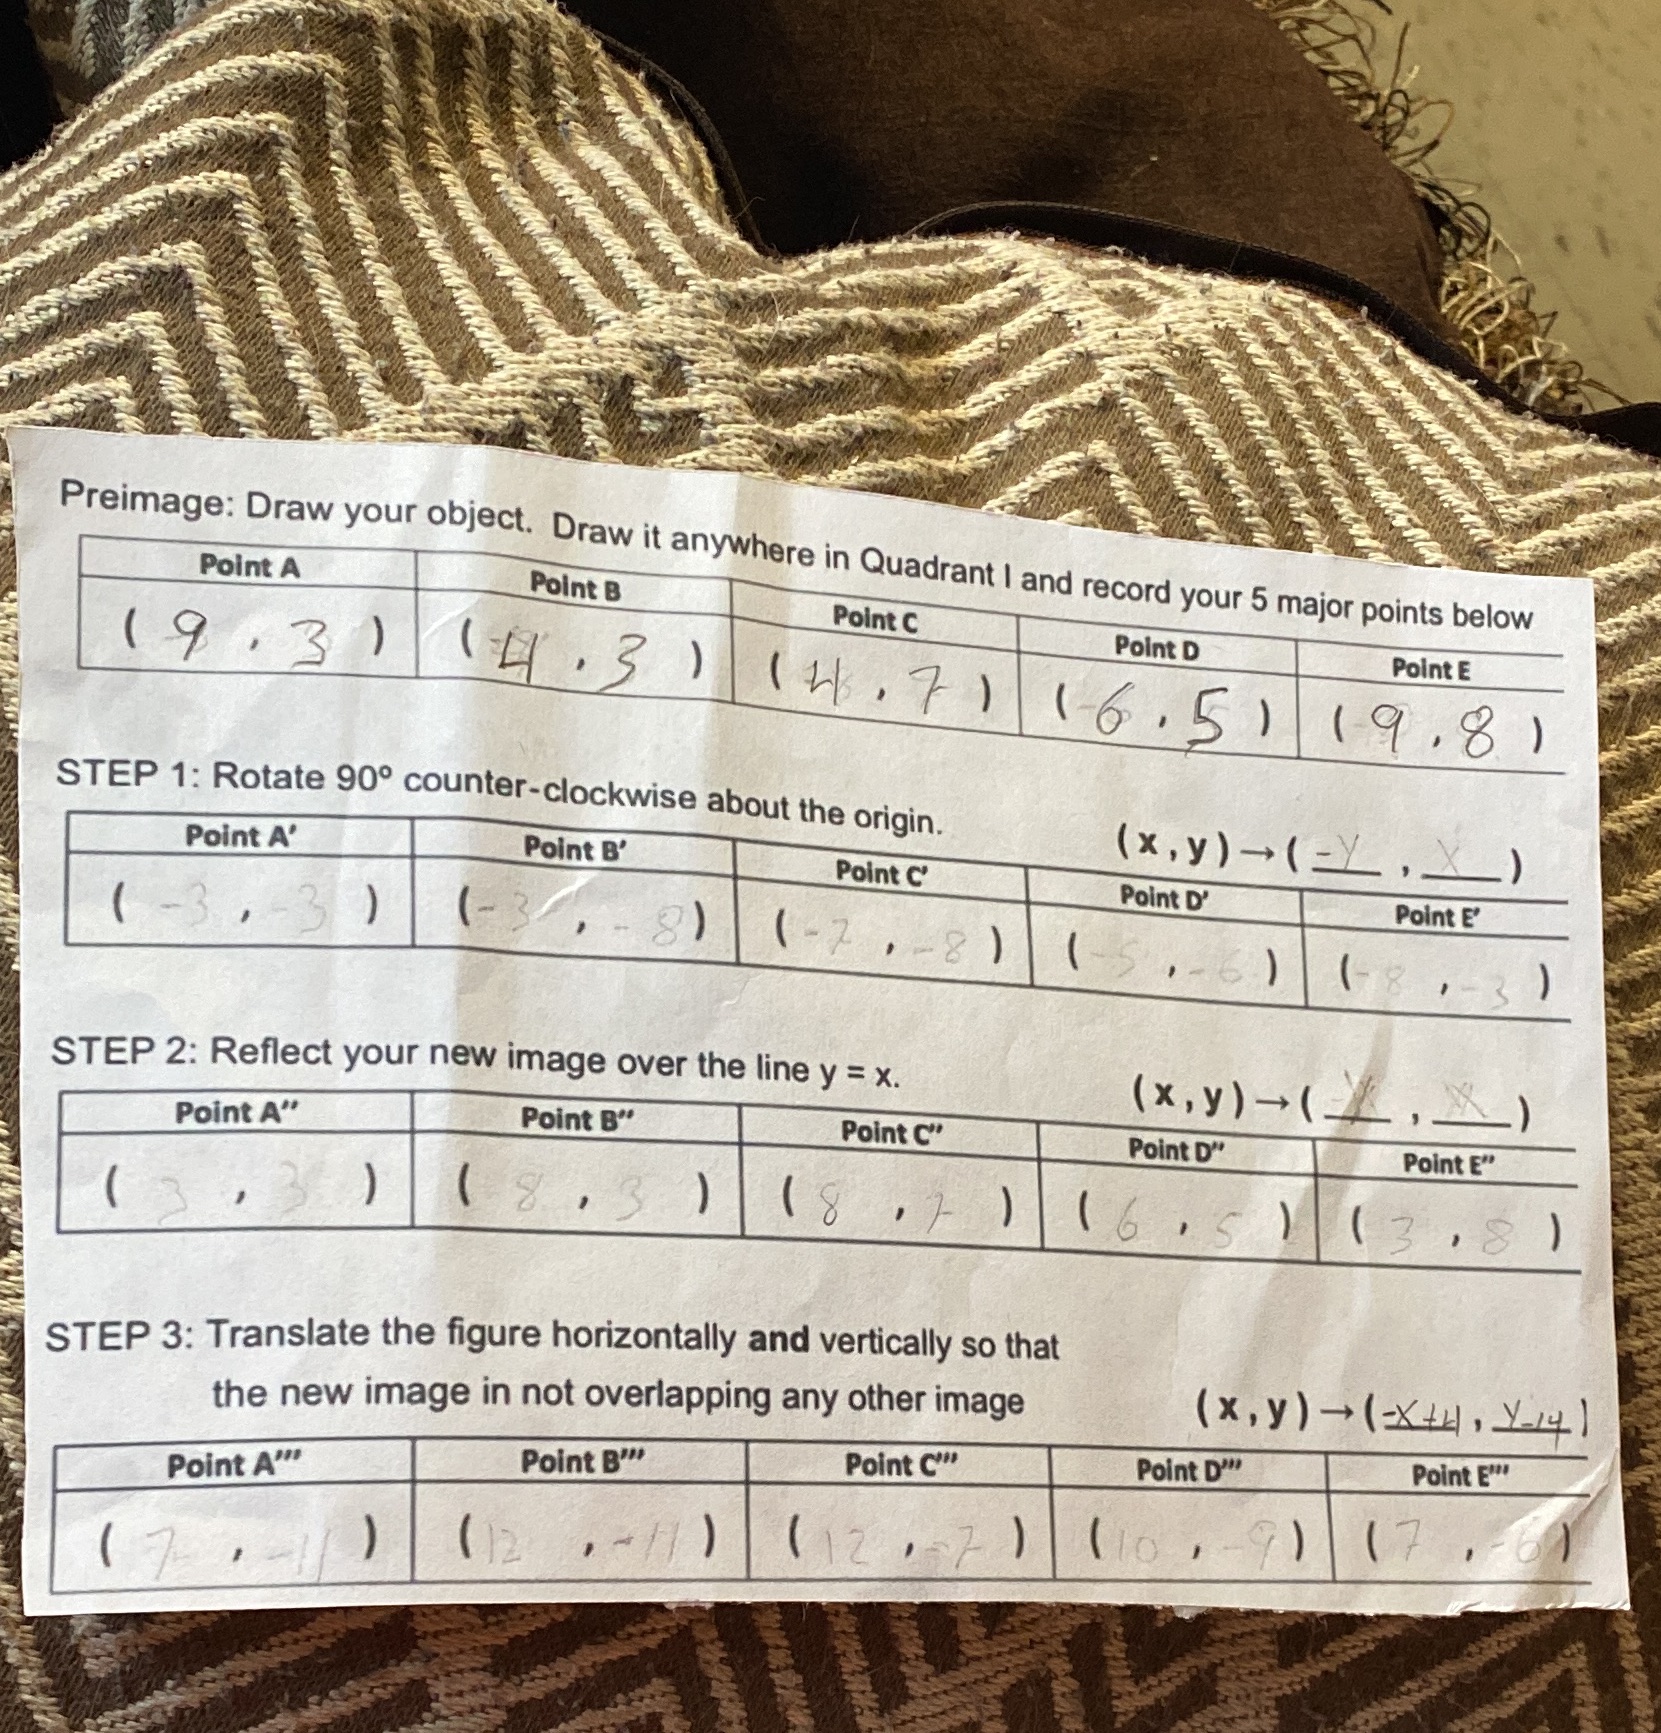 Preimage: Draw your object. Draw it anywhere in Quadrant I and record your 5 major points below
Point A Point B Point C Point D Point E
( 9 , 3 ) ( 4 , 3 ) ( 4 , 7 ) ( 6 , 5 ) ( 9 , 8 )
STEP 1: Rotate 90º counter-clockwise about the origin. (x, y) → ( -y , x )
Point A′ Point B′ Point C′ Point D′ Point E′
( -3 , -3 ) ( -3 , -8 ) ( -7 , -8 ) ( -5 , -6 ) ( -8 , -3 )
STEP 2: Reflect your new image over the line y = x. (x, y) → ( , )
Point A″ Point B″ Point C″ Point D″ Point E″
( 3 , 3 ) ( 8 , 3 ) ( 8 , 7 ) ( 6 , 5 ) ( 3 , 8 )
STEP 3: Translate the figure horizontally and vertically so that
the new image in not overlapping any other image (x, y) → ( -x+4 , y-14 )
Point A‴ Point B‴ Point C‴ Point D‴ Point E‴
( 7 , -11 ) ( 12 , -11 ) ( 12 , -7 ) ( 10 , -9 ) ( 7 , -6 )